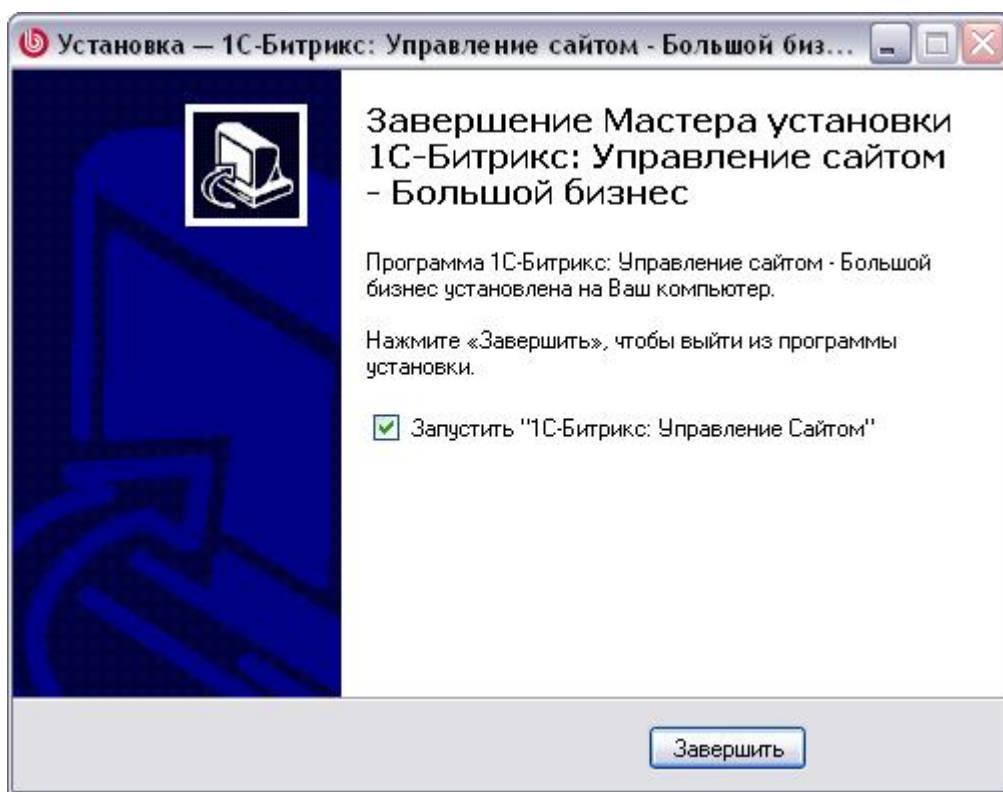 Установка — 1С-Битрикс: Управление сайтом - Большой биз...
Завершение Мастера установки
1С-Битрикс: Управление сайтом
- Большой бизнес
Программа 1С-Битрикс: Управление сайтом - Большой
бизнес установлена на Ваш компьютер.
Нажмите «Завершить», чтобы выйти из программы
установки.
Запустить "1С-Битрикс: Управление Сайтом"
Завершить